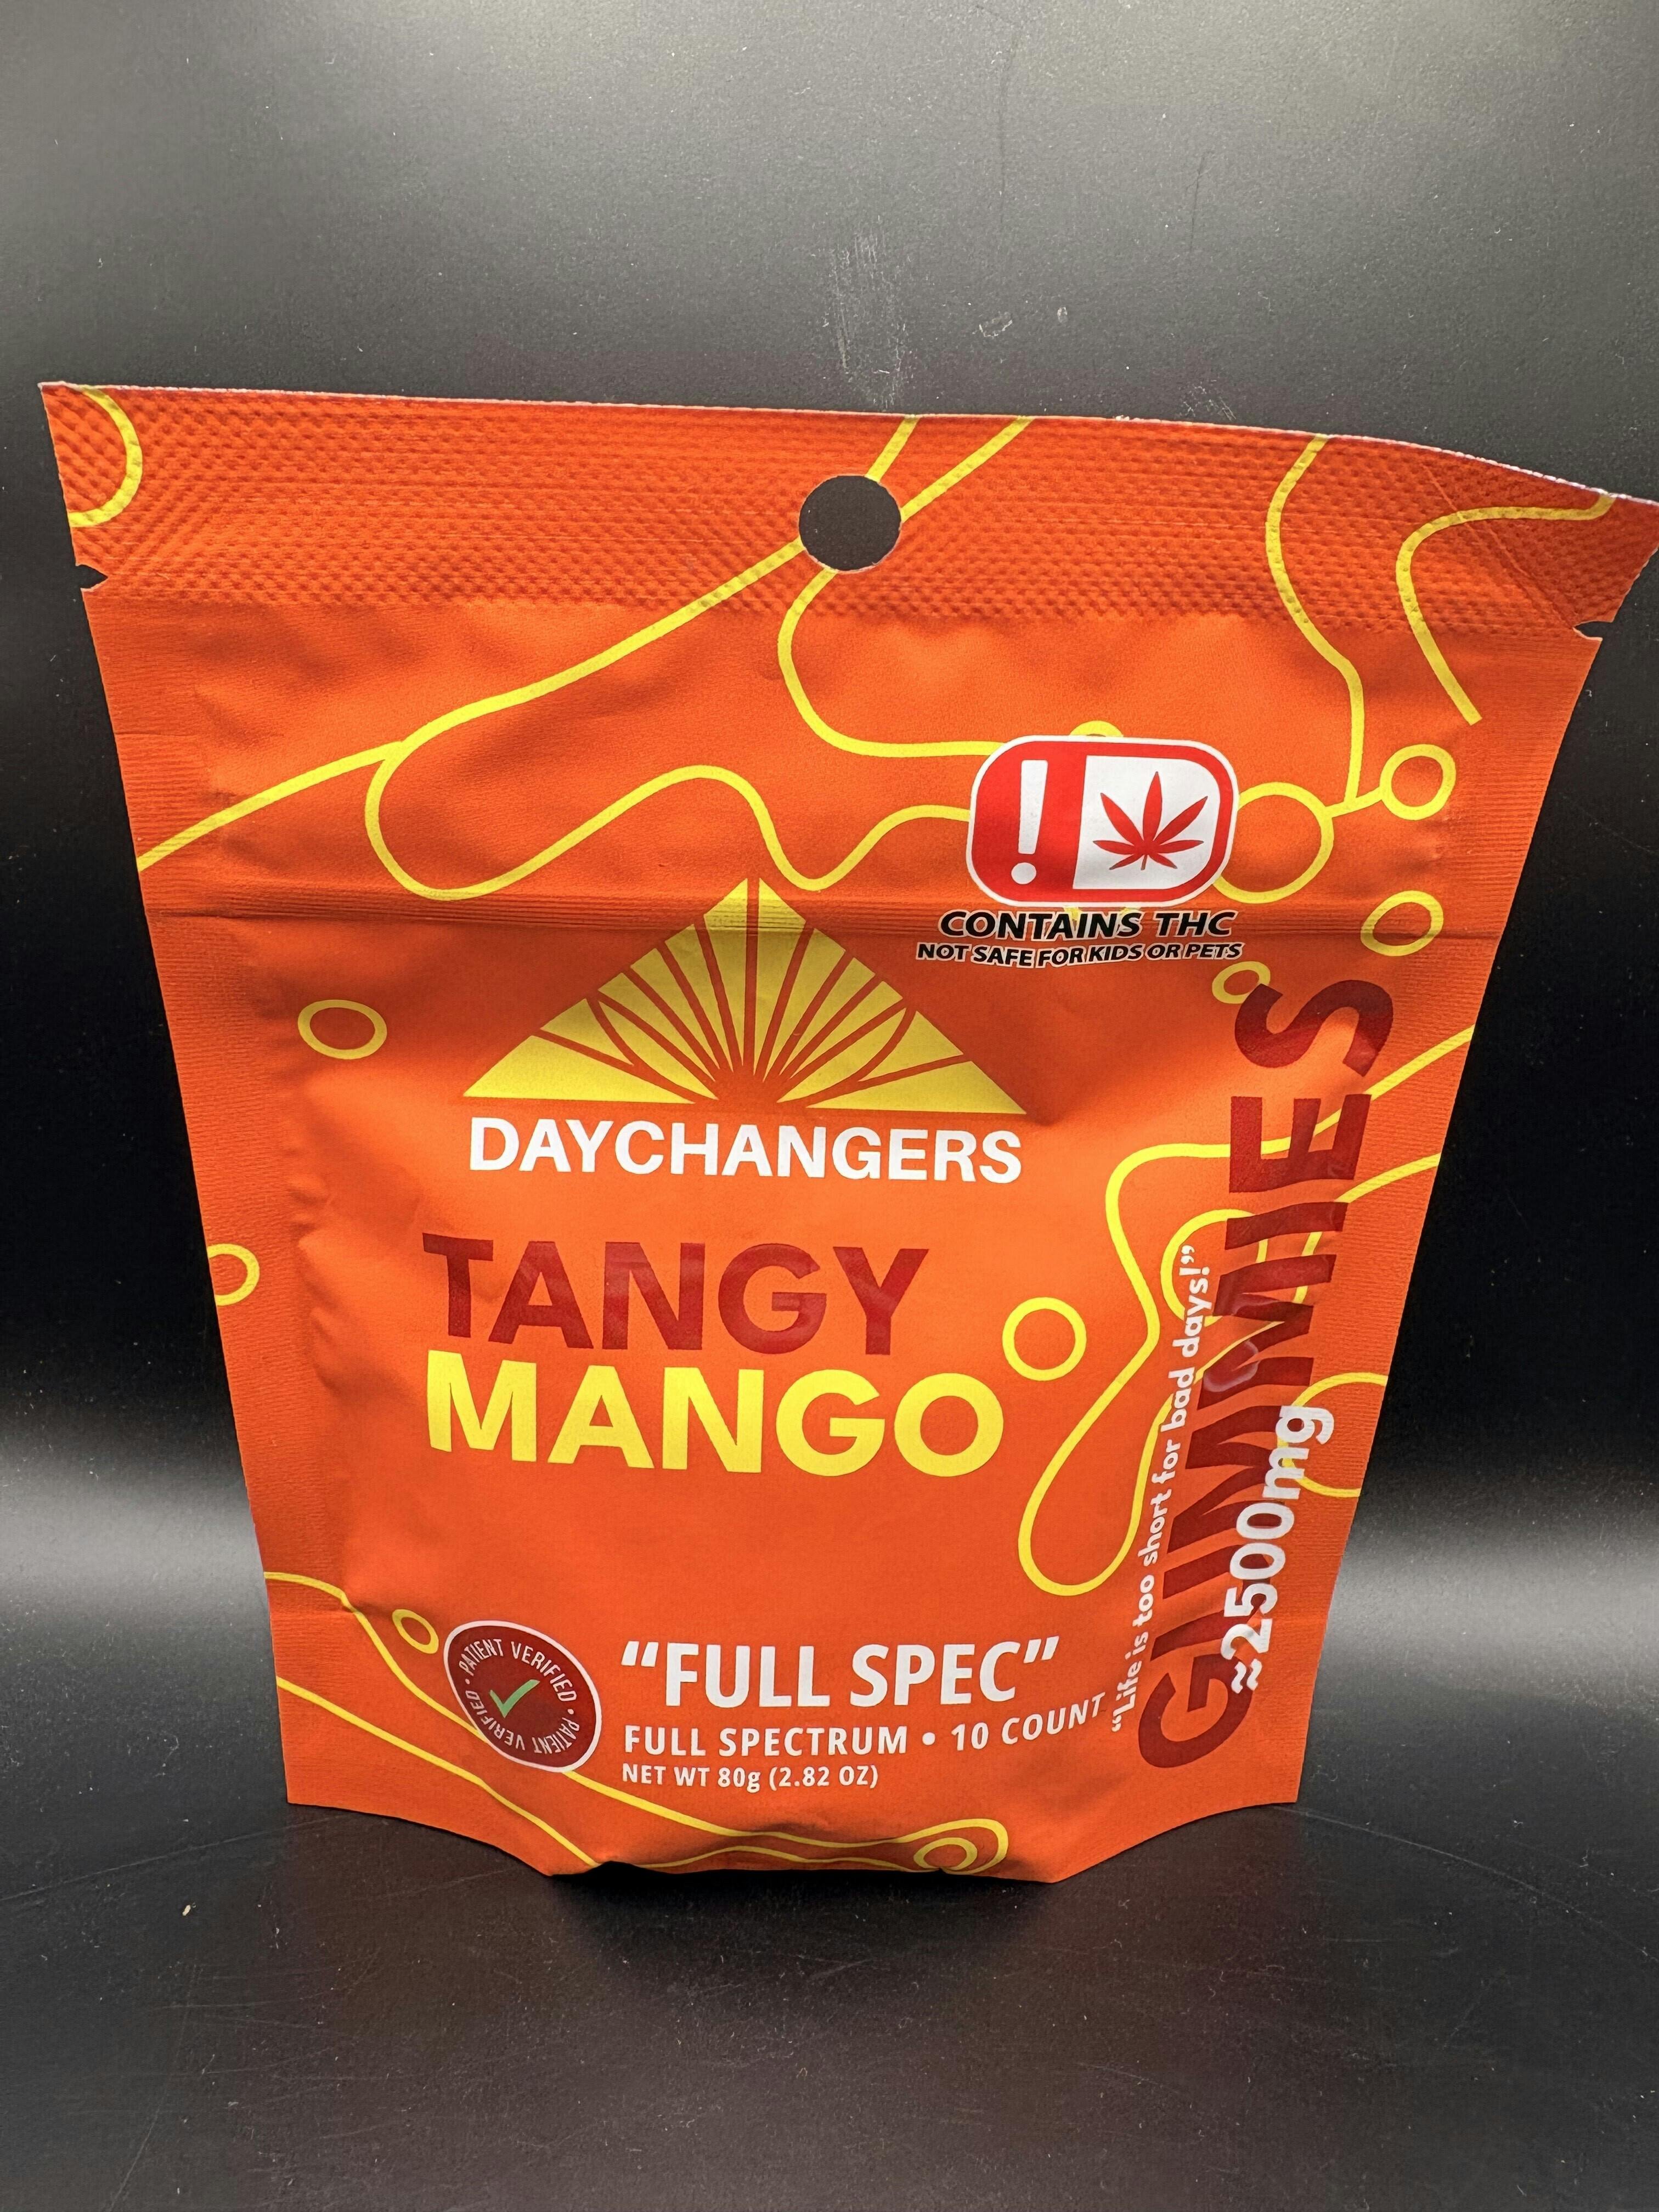 !
CONTAINS THC
NOT SAFE FOR KIDS OR PETS
DAYCHANGERS
TANGY
MANGO
GUMMIES
≈2500mg
“Life is too short for bad days!”
PATIENT VERIFIED • PATIENT VERIFIED •
“FULL SPEC”
FULL SPECTRUM • 10 COUNT
NET WT 80g (2.82 OZ)